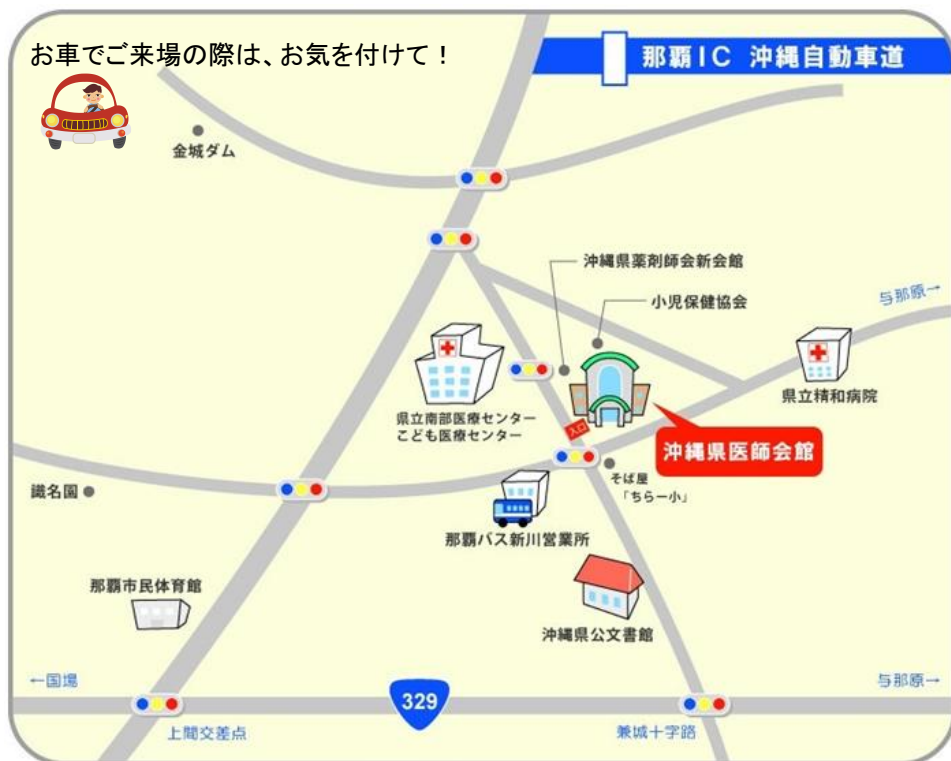 お車でご来場の際は、お気を付けて！
那覇IC 沖縄自動車道
金城ダム
沖縄県薬剤師会新会館
小児保健協会
与那原→
県立精和病院
県立南部医療センター
こども医療センター
入口
沖縄県医師会館
そば屋
「ちらー小」
識名園
那覇バス新川営業所
那覇市民体育館
沖縄県公文書館
←国場
329
与那原→
上間交差点
兼城十字路